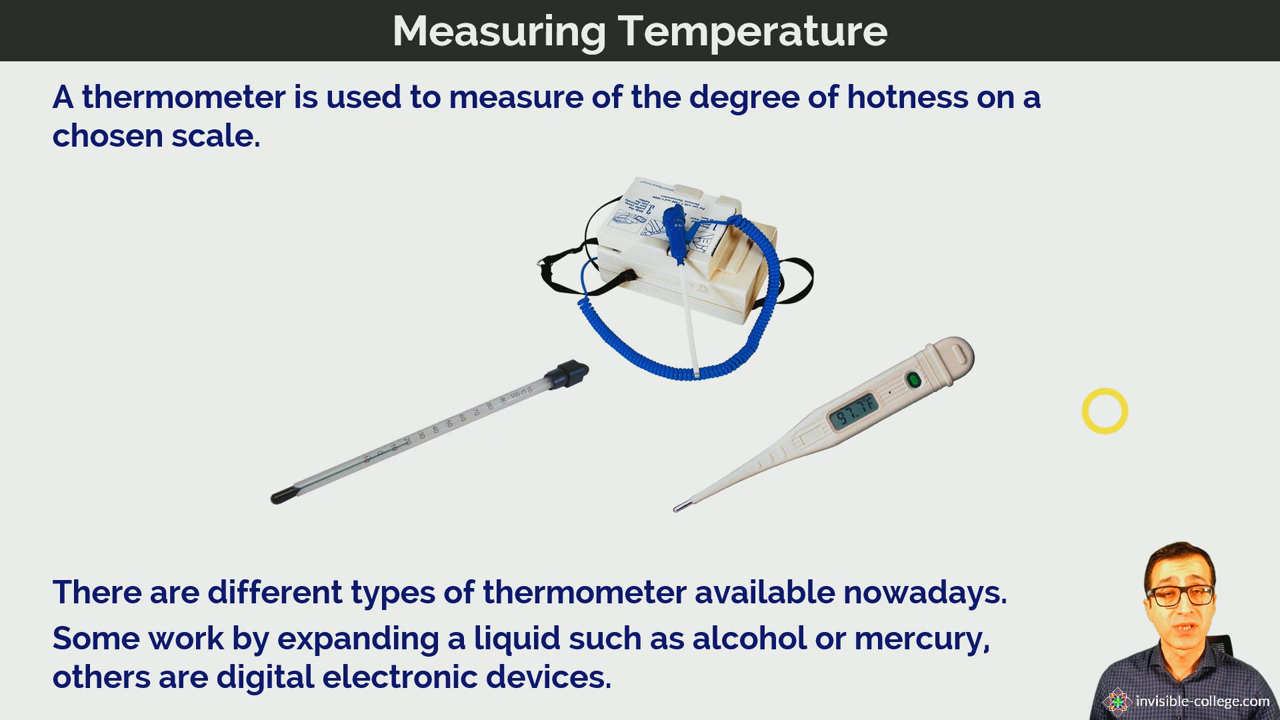 Measuring Temperature
A thermometer is used to measure of the degree of hotness on a
chosen scale.
97.7F
There are different types of thermometer available nowadays.
Some work by expanding a liquid such as alcohol or mercury,
others are digital electronic devices.
invisible-college.com